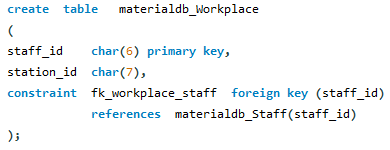 create table materialdb_Workplace
(
staff_id char(6) primary key,
station_id char(7),
constraint fk_workplace_staff foreign key (staff_id)
references materialdb_Staff(staff_id)
);